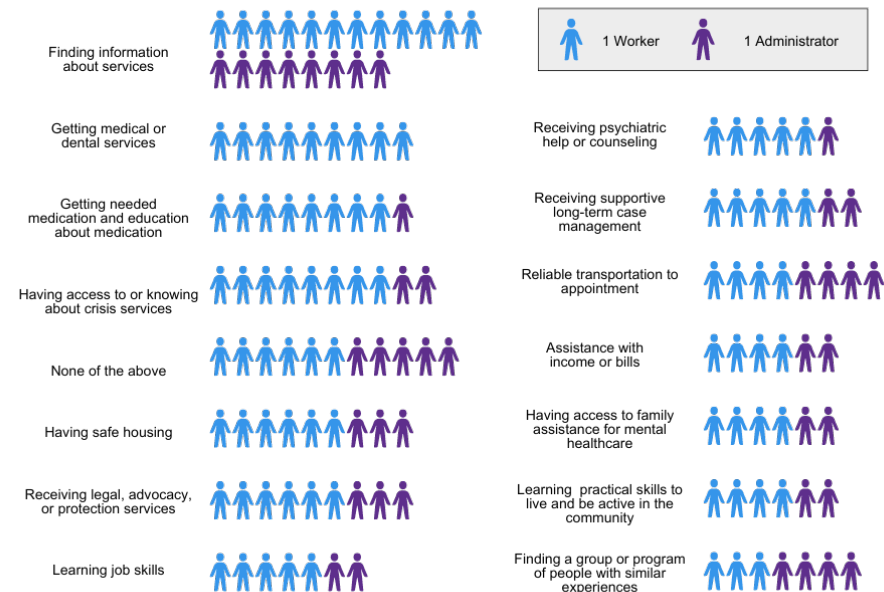 Finding information
about services
1 Worker
1 Administrator
Getting medical or
dental services
Receiving psychiatric
help or counseling
Getting needed
medication and education
about medication
Receiving supportive
long-term case
management
Having access to or knowing
about crisis services
Reliable transportation to
appointment
None of the above
Assistance with
income or bills
Having safe housing
Having access to family
assistance for mental
healthcare
Receiving legal, advocacy,
or protection services
Learning practical skills to
live and be active in the
community
Learning job skills
Finding a group or program
of people with similar
experiences